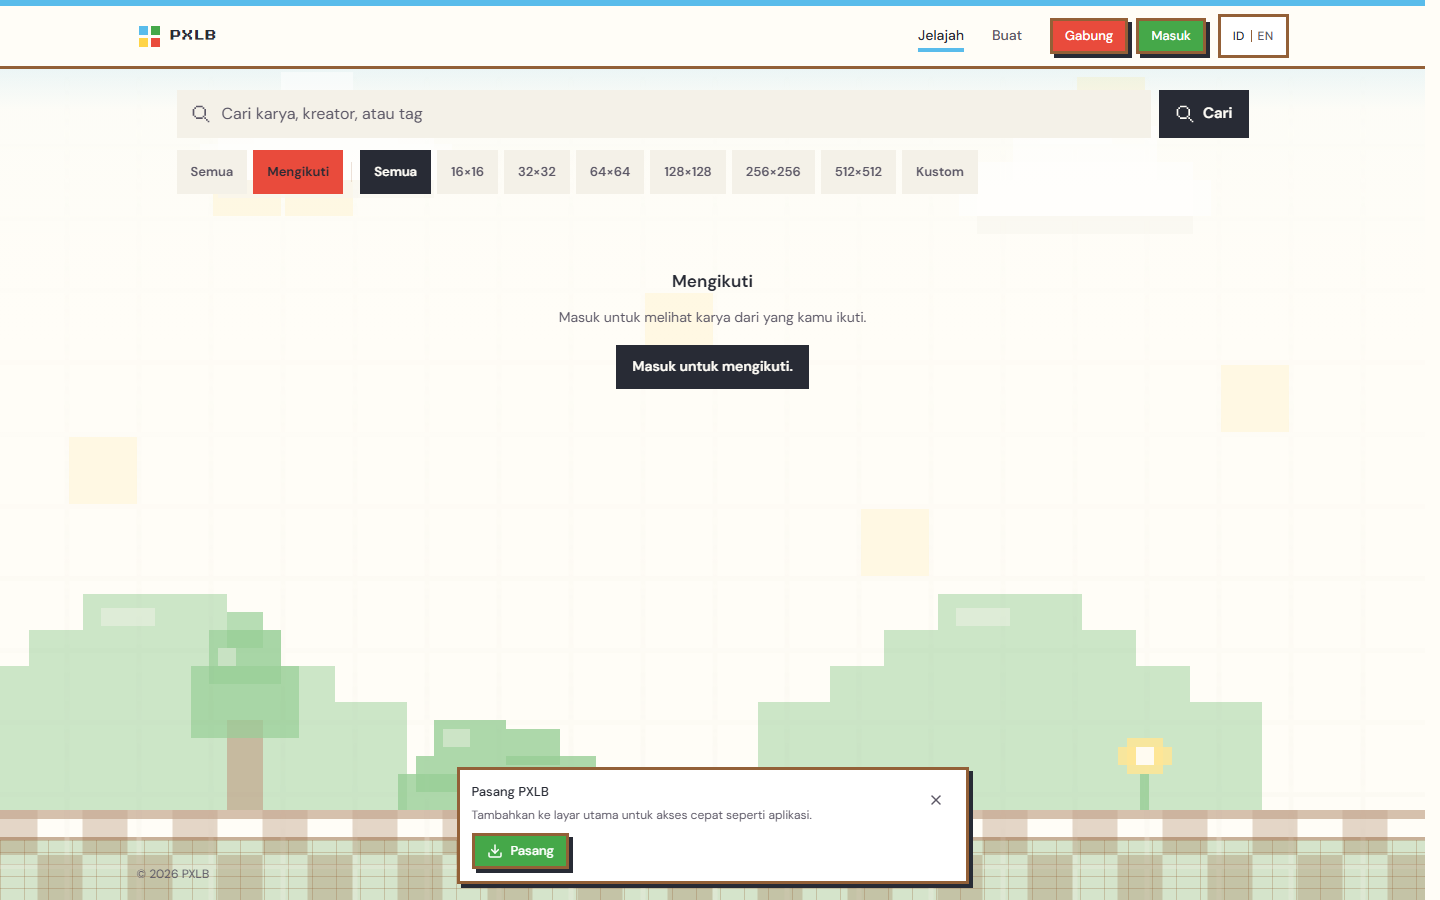 PXLB
Jelajah
Buat
Gabung
Masuk
ID | EN
Cari karya, kreator, atau tag
Cari
Semua
Mengikuti
Semua
16×16
32×32
64×64
128×128
256×256
512×512
Kustom
Mengikuti
Masuk untuk melihat karya dari yang kamu ikuti.
Masuk untuk mengikuti.
Pasang PXLB
Tambahkan ke layar utama untuk akses cepat seperti aplikasi.
Pasang
© 2026 PXLB